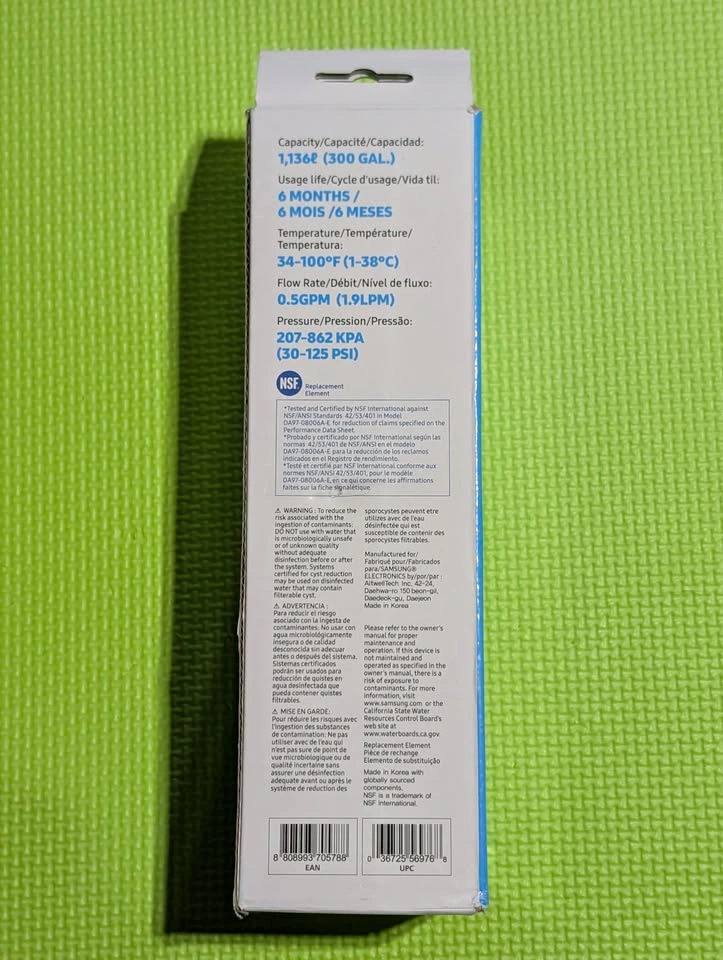 Capacity/Capacité/Capacidad:
1,136ℓ (300 GAL.)
Usage life/Cycle d'usage/Vida til:
6 MONTHS /
6 MOIS /6 MESES
Temperature/Température/
Temperatura:
34-100°F (1-38°C)
Flow Rate/Débit/Nível de fluxo:
0.5GPM (1.9LPM)
Pressure/Pression/Pressão:
207-862 KPA
(30-125 PSI)
NSF. Replacement
Element
*Tested and Certified by NSF International against
NSF/ANSI Standards 42/53/401 in Model
DA97-08006A-E for reduction of claims specified on the
Performance Data Sheet.
*Probado y certificado por NSF International según las
normas 42/53/401 de NSF/ANSI en el modelo
DA97-08006A-E para la reducción de los reclamos
indicados en el Registro de rendimiento.
*Testé et certifié par NSF International conforme aux
normes NSF/ANSI 42/53/401, pour le modèle
DA97-08006A-E, en ce qui concerne les affirmations
faites sur la fiche signalétique.
⚠ WARNING : To reduce the
risk associated with the
ingestion of contaminants:
DO NOT use with water that
is microbiologically unsafe
or of unknown quality
without adequate
disinfection before or after
the system. Systems
certified for cyst reduction
may be used on disinfected
water that may contain
filterable cyst.
⚠ ADVERTENCIA :
Para reducir el riesgo
asociado con la ingesta de
contaminantes: No usar con
agua microbiológicamente
insegura o de calidad
desconocida sin adecuar
antes o después del sistema.
Sistemas certificados
podrán ser usados para
reducción de quistes en
agua desinfectada que
pueda contener quistes
filtrables.
⚠ MISE EN GARDE:
Pour réduire les risques avec
l'ingestion des substances
de contamination: Ne pas
utiliser avec de l'eau qui
n'est pas sure de point de
vue microbiologique ou de
qualité incertaine sans
assurer une désinfection
adequate avant ou après le
système de reduction des
sporocystes peuvent etre
utilizes avec de l'eau
désinfectée qui est
susceptible de contenir des
sporocystes filtrables.
Manufactured for/
Fabriqué pour/Fabricados
para/SAMSUNG®
ELECTRONICS by/por/par :
AltwellTech Inc. 42-24,
Daehwa-ro 150 beon-gil,
Daedeok-gu, Daejeon
Made in Korea
Please refer to the owner's
manual for proper
maintenance and
operation. If this device is
not maintained and
operated as specified in the
owner's manual, there is a
risk of exposure to
contaminants. For more
information, visit
www.samsung.com or the
California State Water
Resources Control Board's
web site at
www.waterboards.ca.gov.
Replacement Element
Pièce de rechange
Elemento de substituição
Made in Korea with
globally sourced
components.
NSF is a trademark of
NSF International.
8 808993 705788
EAN
0 36725 56976 8
UPC